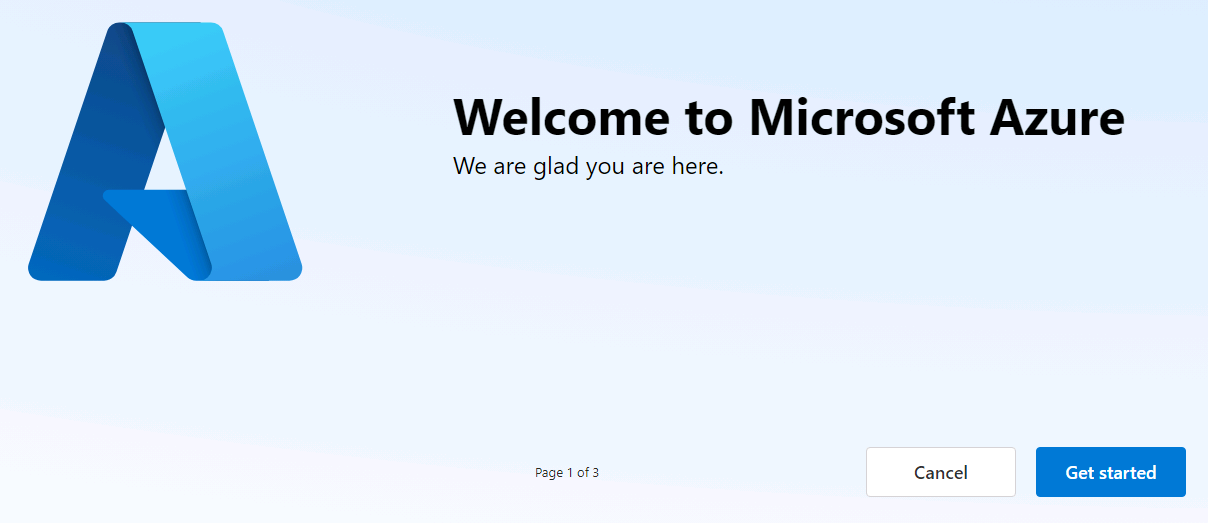 Welcome to Microsoft Azure
We are glad you are here.
Page 1 of 3
Cancel
Get started